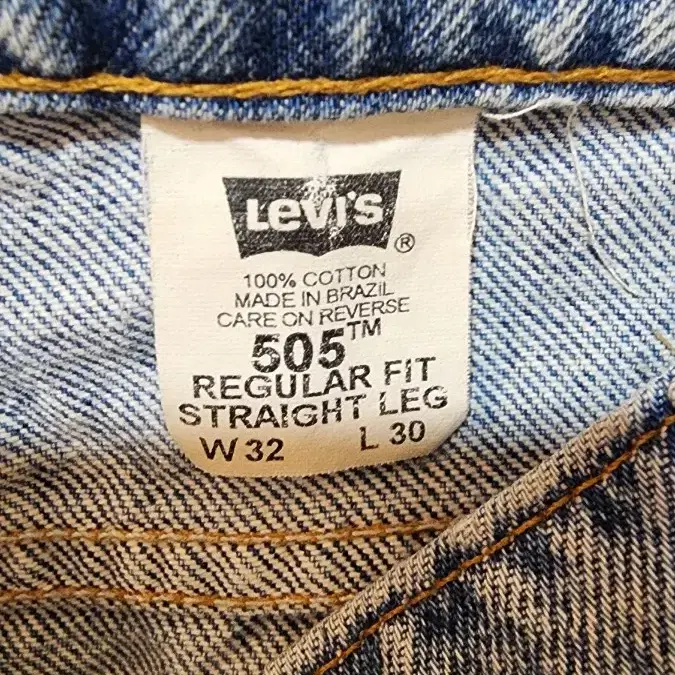 Levi's ®
100% COTTON
MADE IN BRAZIL
CARE ON REVERSE
505™
REGULAR FIT
STRAIGHT LEG
W 32 L 30